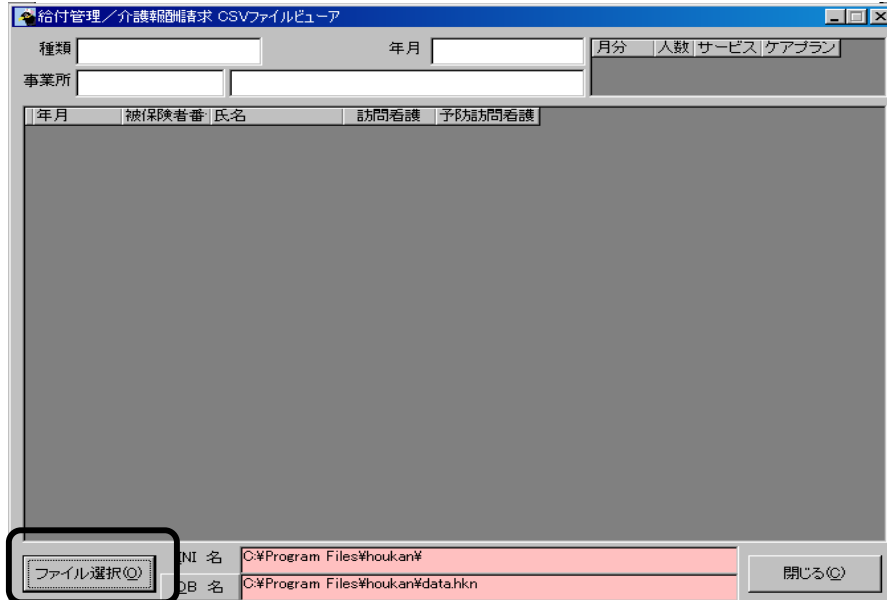 給付管理／介護報酬請求 CSVファイルビューア
種類 年月 月分 人数 サービス ケアプラン
事業所
年月 被保険者番 氏名 訪問看護 予防訪問看護
ファイル選択(O) NI 名 C:¥Program Files¥houkan¥ 閉じる(C)
DB 名 C:¥Program Files¥houkan¥data.hkn